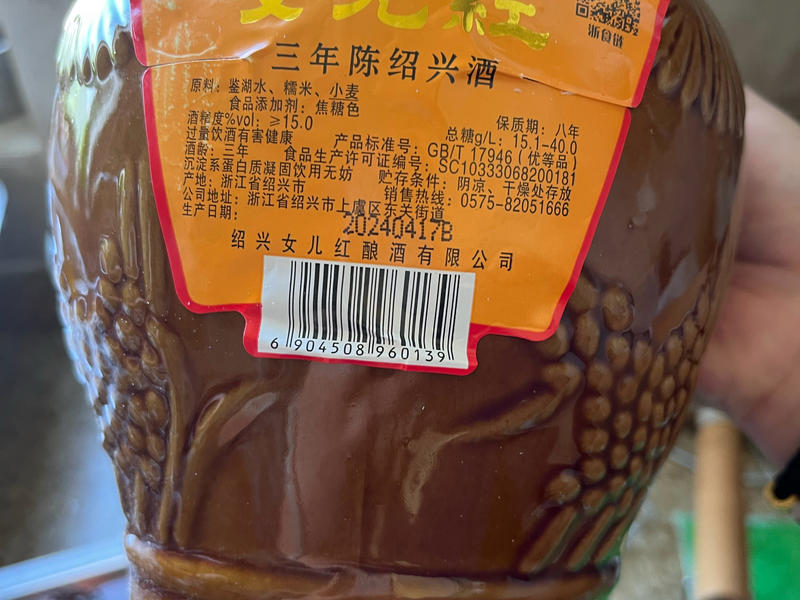 女儿红
浙食链
三年陈绍兴酒
原料：鉴湖水、糯米、小麦
食品添加剂：焦糖色 保质期：八年
酒精度%vol：≥15.0 总糖g/L：15.1-40.0
过量饮酒有害健康 产品标准号：GB/T 17946（优等品）
酒龄：三年 食品生产许可证编号：SC10333068200181
沉淀系蛋白质凝固饮用无妨 贮存条件：阴凉、干燥处存放
产地：浙江省绍兴市 销售热线：0575-82051666
公司地址：浙江省绍兴市上虞区东关街道
生产日期：20240417B
绍兴女儿红酿酒有限公司
6 904508 960139